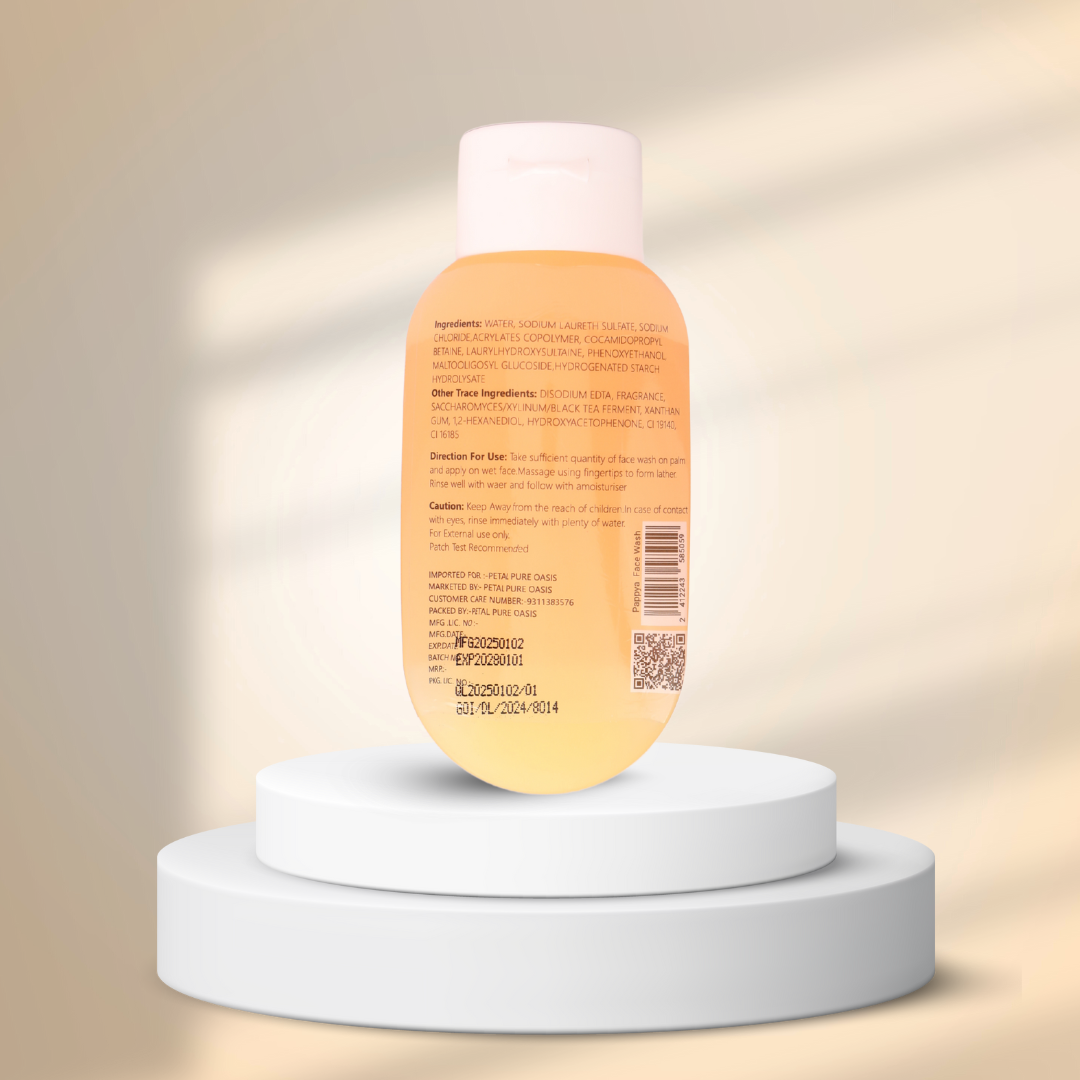 Ingredients: WATER, SODIUM LAURETH SULFATE, SODIUM
CHLORIDE,ACRYLATES COPOLYMER, COCAMIDOPROPYL
BETAINE, LAURYLHYDROXYSULTAINE, PHENOXYETHANOL
MALTOOLIGOSYL GLUCOSIDE,HYDROGENATED STARCH
HYDROLYSATE
Other Trace Ingredients: DISODIUM EDTA, FRAGRANCE,
SACCHAROMYCES/XYLINUM/BLACK TEA FERMENT, XANTHAN
GUM, 1,2-HEXANEDIOL, HYDROXYACETOPHENONE, CI 19140,
CI 16185
Direction For Use: Take sufficient quantity of face wash on palm
and apply on wet face.Massage using fingertips to form lather.
Rinse well with waer and follow with amoisturiser
Caution: Keep Away from the reach of children.In case of contact
with eyes, rinse immediately with plenty of water.
For External use only.
Patch Test Recommended
IMPORTED FOR :-PETAL PURE OASIS
MARKETED BY:- PETAL PURE OASIS
CUSTOMER CARE NUMBER:-9311383576
PACKED BY:-PETAL PURE OASIS
MFG .LIC. NO:-
MFG.DATE
MFG20250102
EXP.DATE
EXP20280101
BATCH
MRP:-
PKG. LIC. NO:-
QL20250102/01
GOI/DL/2024/8014
Pappya Face Wash
2 412243 585059